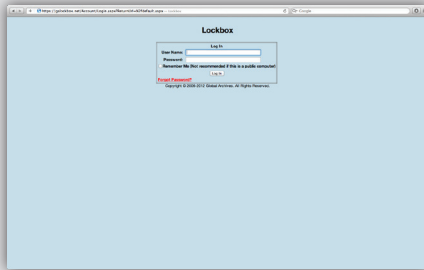 Lockbox
Log In
User Name:
Password:
Remember Me (Not recommended if this is a public computer)
Log In
Forgot Password?
Copyright © 2009-2012 Global Archives. All Rights Reserved.
Google